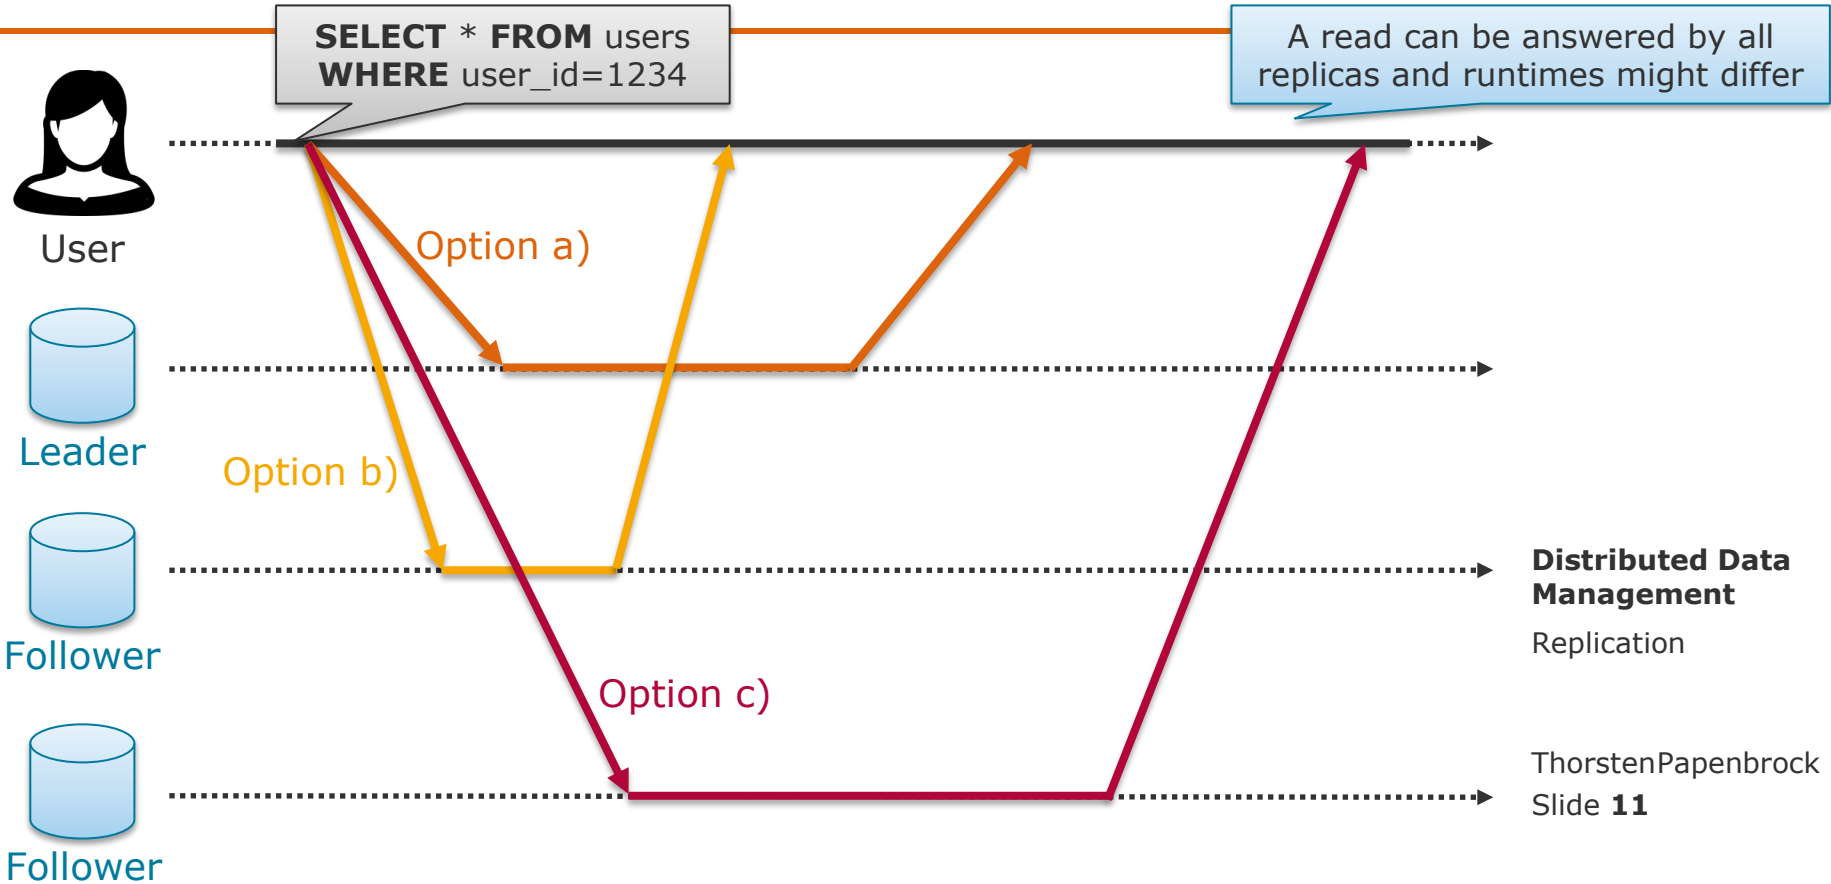 SELECT * FROM users
WHERE user_id=1234
A read can be answered by all
replicas and runtimes might differ
User
Option a)
Leader
Option b)
Follower
Option c)
Follower
Distributed Data
Management
Replication
ThorstenPapenbrock
Slide 11